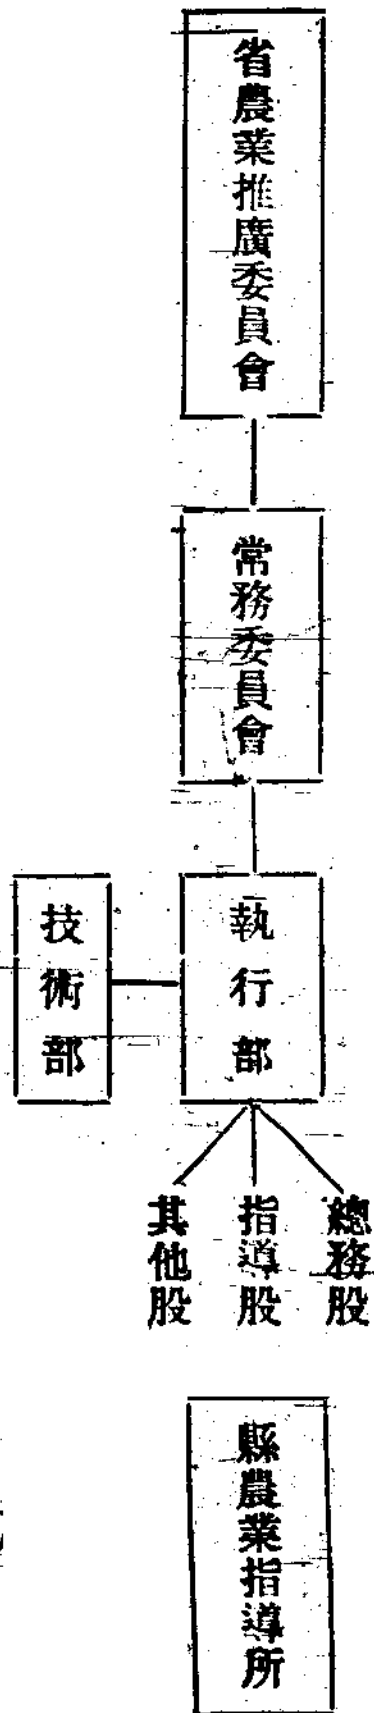 省農業推廣委員會
常務委員會
執行部
技術部
總務股
指導股
其他股
縣農業指導所